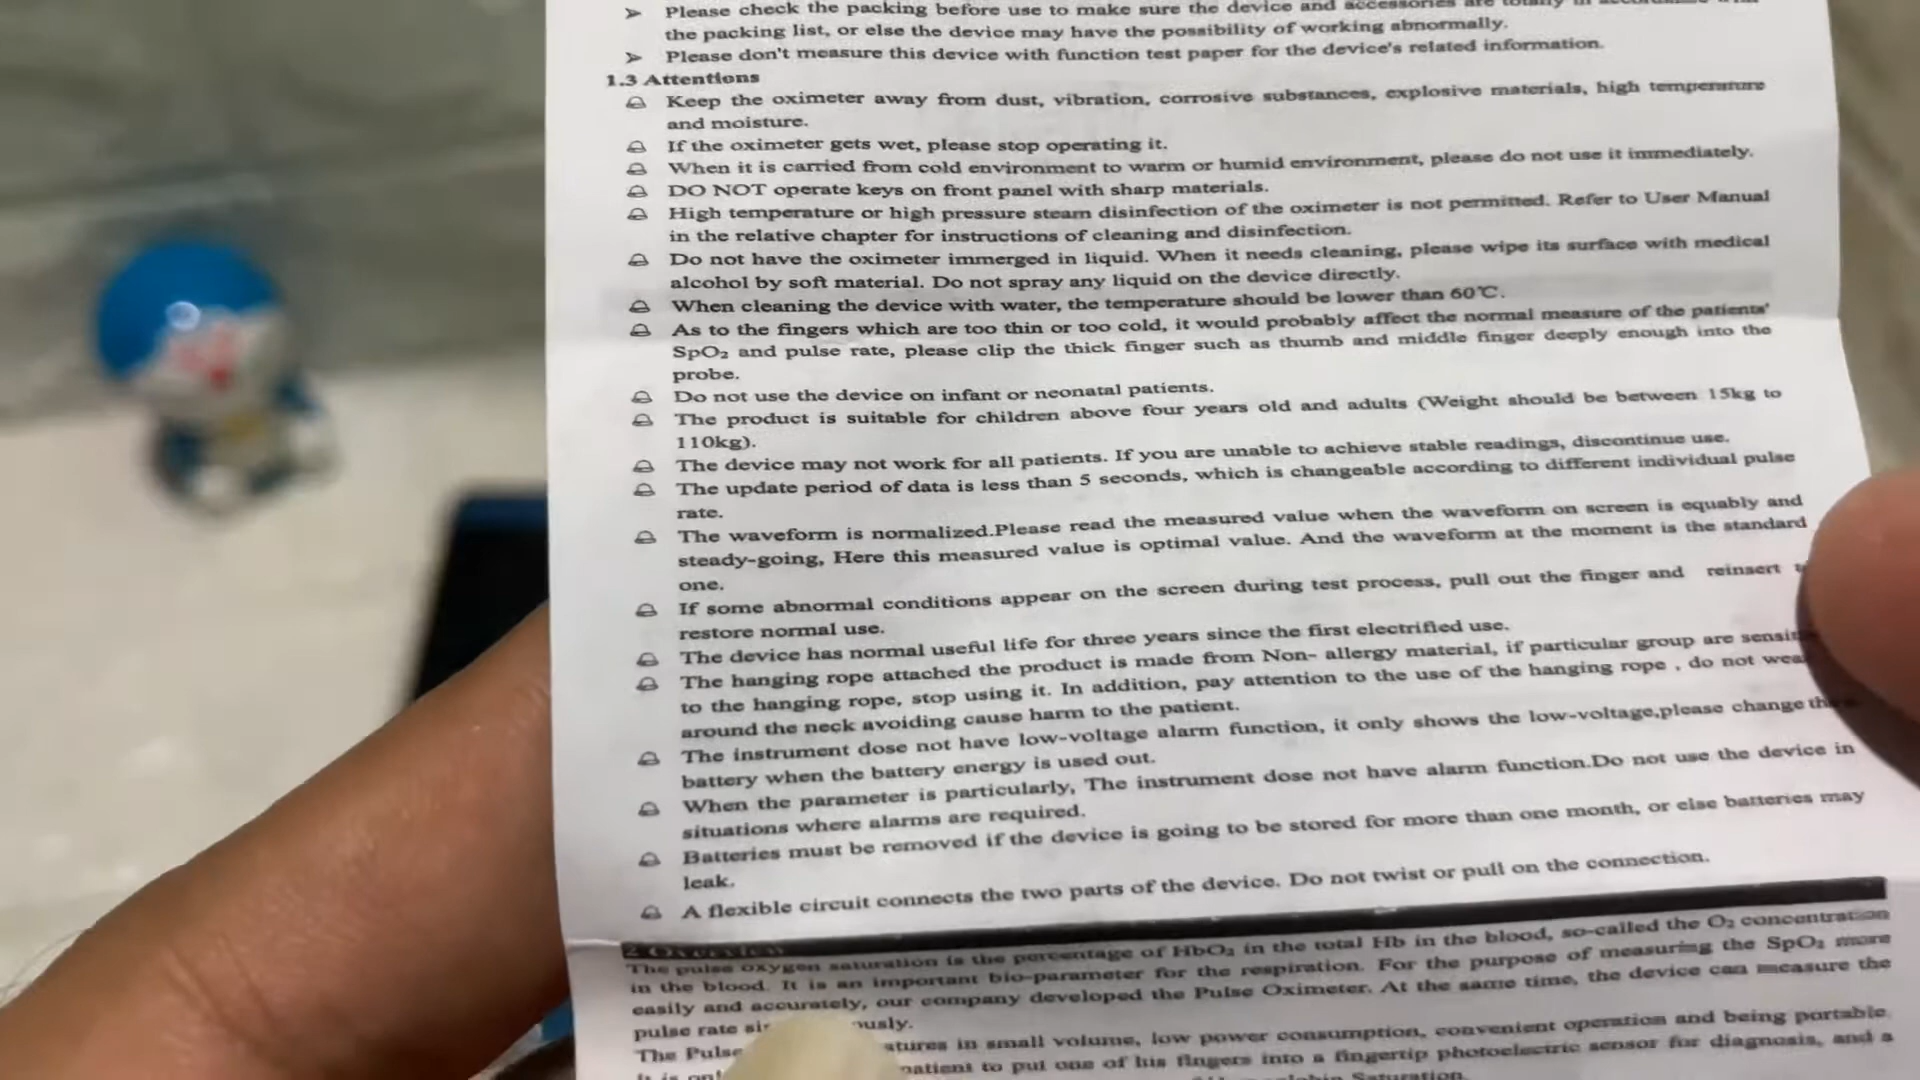 ➢ Please check the packing before use to make sure the device and accessories are totally in accordance with
the packing list, or else the device may have the possibility of working abnormally.
➢ Please don't measure this device with function test paper for the device's related information.
1.3 Attentions
Keep the oximeter away from dust, vibration, corrosive substances, explosive materials, high temperature
and moisture.
If the oximeter gets wet, please stop operating it.
When it is carried from cold environment to warm or humid environment, please do not use it immediately.
DO NOT operate keys on front panel with sharp materials.
High temperature or high pressure steam disinfection of the oximeter is not permitted. Refer to User Manual
in the relative chapter for instructions of cleaning and disinfection.
Do not have the oximeter immerged in liquid. When it needs cleaning, please wipe its surface with medical
alcohol by soft material. Do not spray any liquid on the device directly.
When cleaning the device with water, the temperature should be lower than 60℃.
As to the fingers which are too thin or too cold, it would probably affect the normal measure of the patients'
SpO₂ and pulse rate, please clip the thick finger such as thumb and middle finger deeply enough into the
probe.
Do not use the device on infant or neonatal patients.
The product is suitable for children above four years old and adults (Weight should be between 15kg to
110kg).
The device may not work for all patients. If you are unable to achieve stable readings, discontinue use.
The update period of data is less than 5 seconds, which is changeable according to different individual pulse
rate.
The waveform is normalized.Please read the measured value when the waveform on screen is equably and
steady-going, Here this measured value is optimal value. And the waveform at the moment is the standard
one.
If some abnormal conditions appear on the screen during test process, pull out the finger and reinsert
restore normal use.
The device has normal useful life for three years since the first electrified use.
The hanging rope attached the product is made from Non- allergy material, if particular group are sensit
to the hanging rope, stop using it. In addition, pay attention to the use of the hanging rope , do not wea
around the neck avoiding cause harm to the patient.
The instrument dose not have low-voltage alarm function, it only shows the low-voltage,please change the
battery when the battery energy is used out.
When the parameter is particularly, The instrument dose not have alarm function.Do not use the device in
situations where alarms are required.
Batteries must be removed if the device is going to be stored for more than one month, or else batteries may
leak.
A flexible circuit connects the two parts of the device. Do not twist or pull on the connection.
2 Overview
The pulse oxygen saturation is the percentage of HbO₂ in the total Hb in the blood, so-called the O₂ concentration
in the blood. It is an important bio-parameter for the respiration. For the purpose of measuring the SpO₂ more
easily and accurately, our company developed the Pulse Oximeter. At the same time, the device can measure the
pulse rate si ously.
The Pulse atures in small volume, low power consumption, convenient operation and being portable.
It is onl patient to put one of his fingers into a fingertip photoelectric sensor for diagnosis, and a
Saturation.